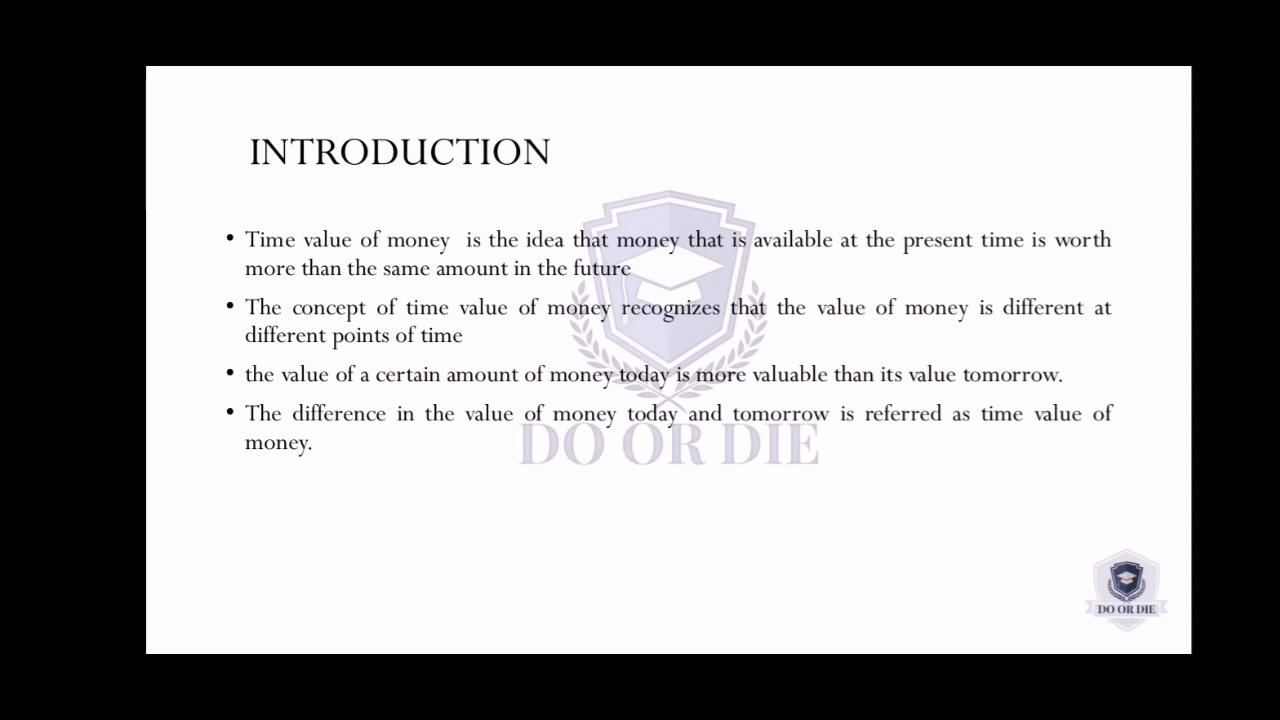 INTRODUCTION
• Time value of money is the idea that money that is available at the present time is worth
more than the same amount in the future
• The concept of time value of money recognizes that the value of money is different at
different points of time
• the value of a certain amount of money today is more valuable than its value tomorrow.
• The difference in the value of money today and tomorrow is referred as time value of
money.
DO OR DIE
DO OR DIE